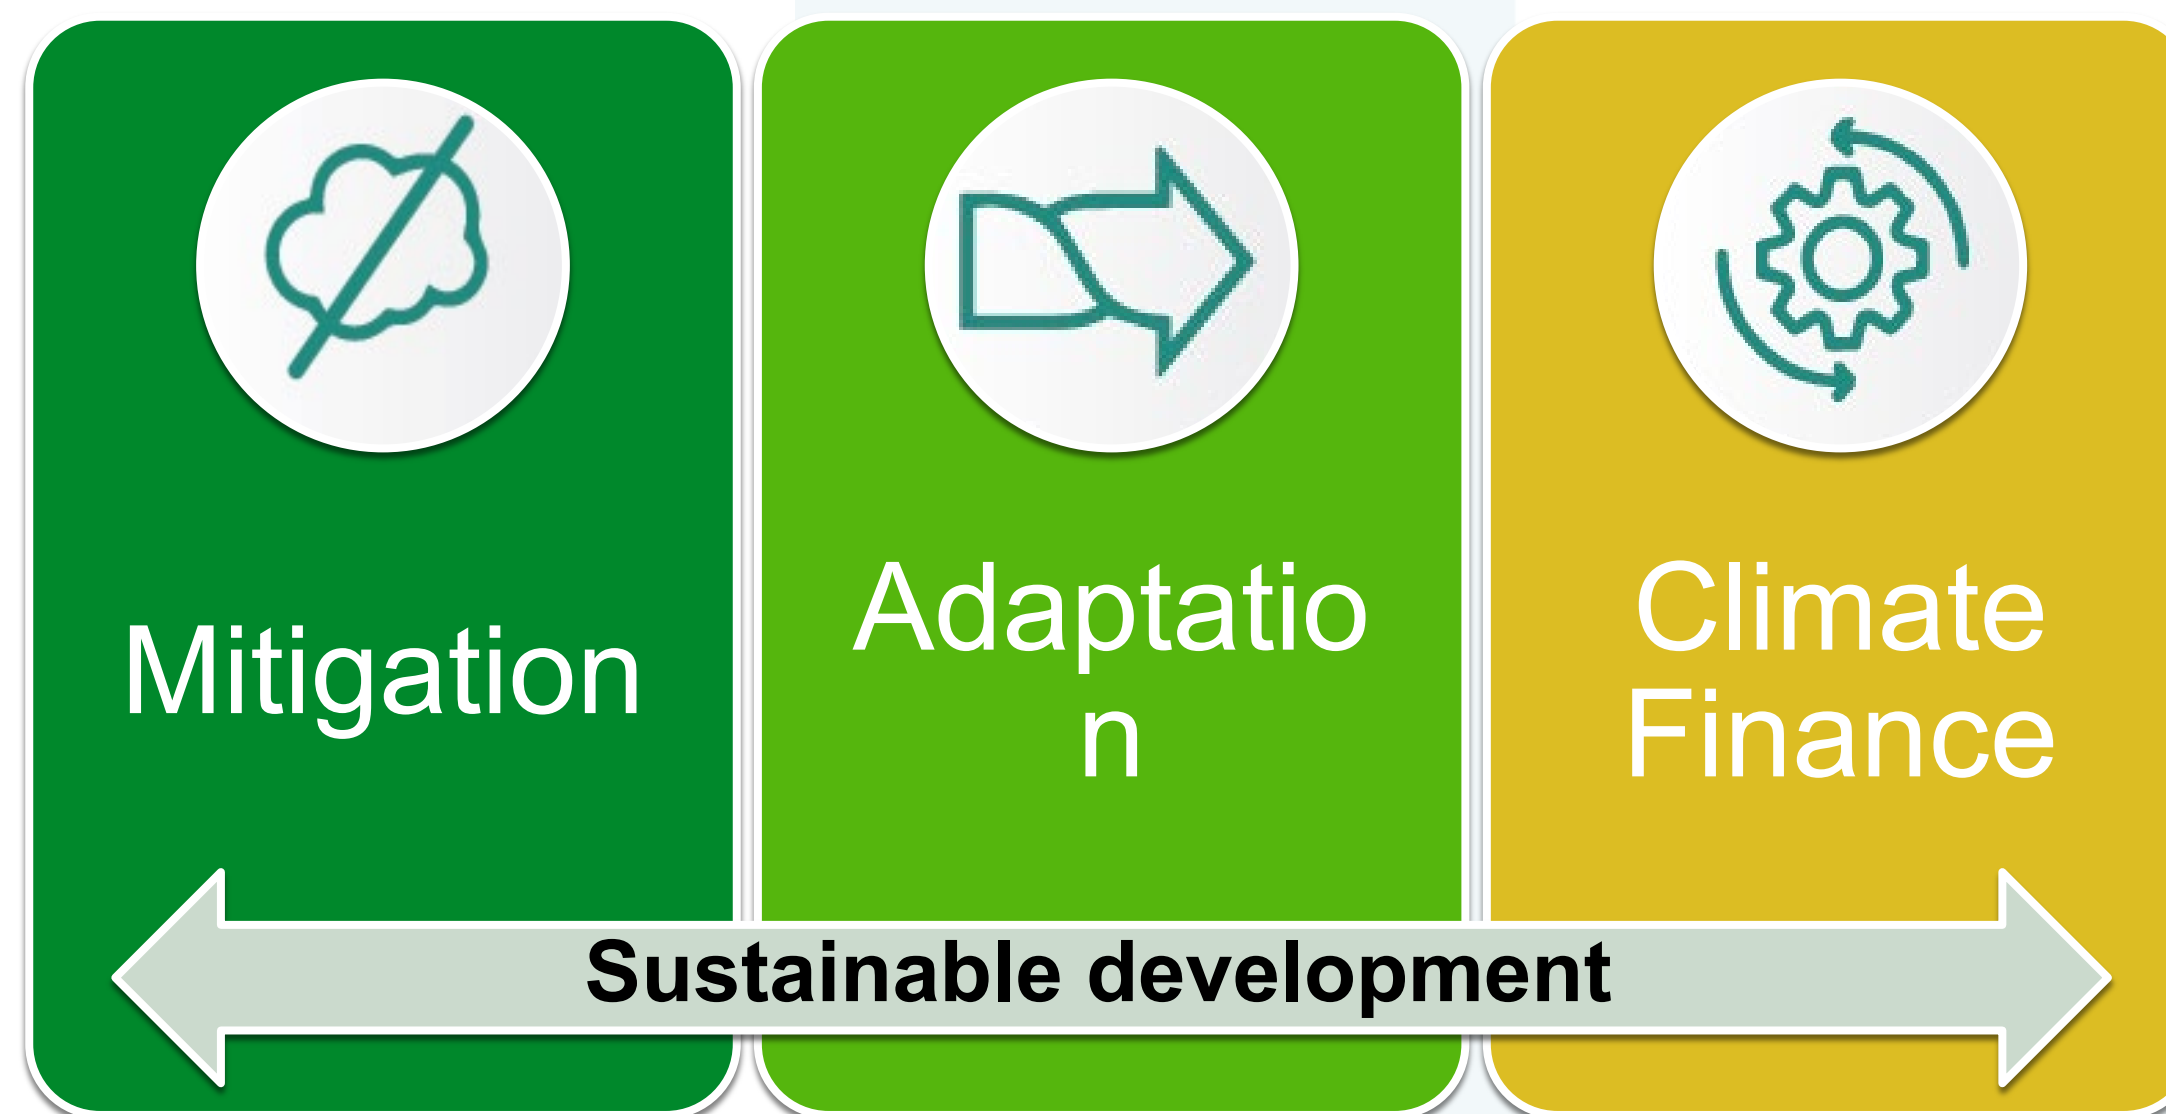 Mitigation
Adaptatio
n
Climate
Finance
Sustainable development